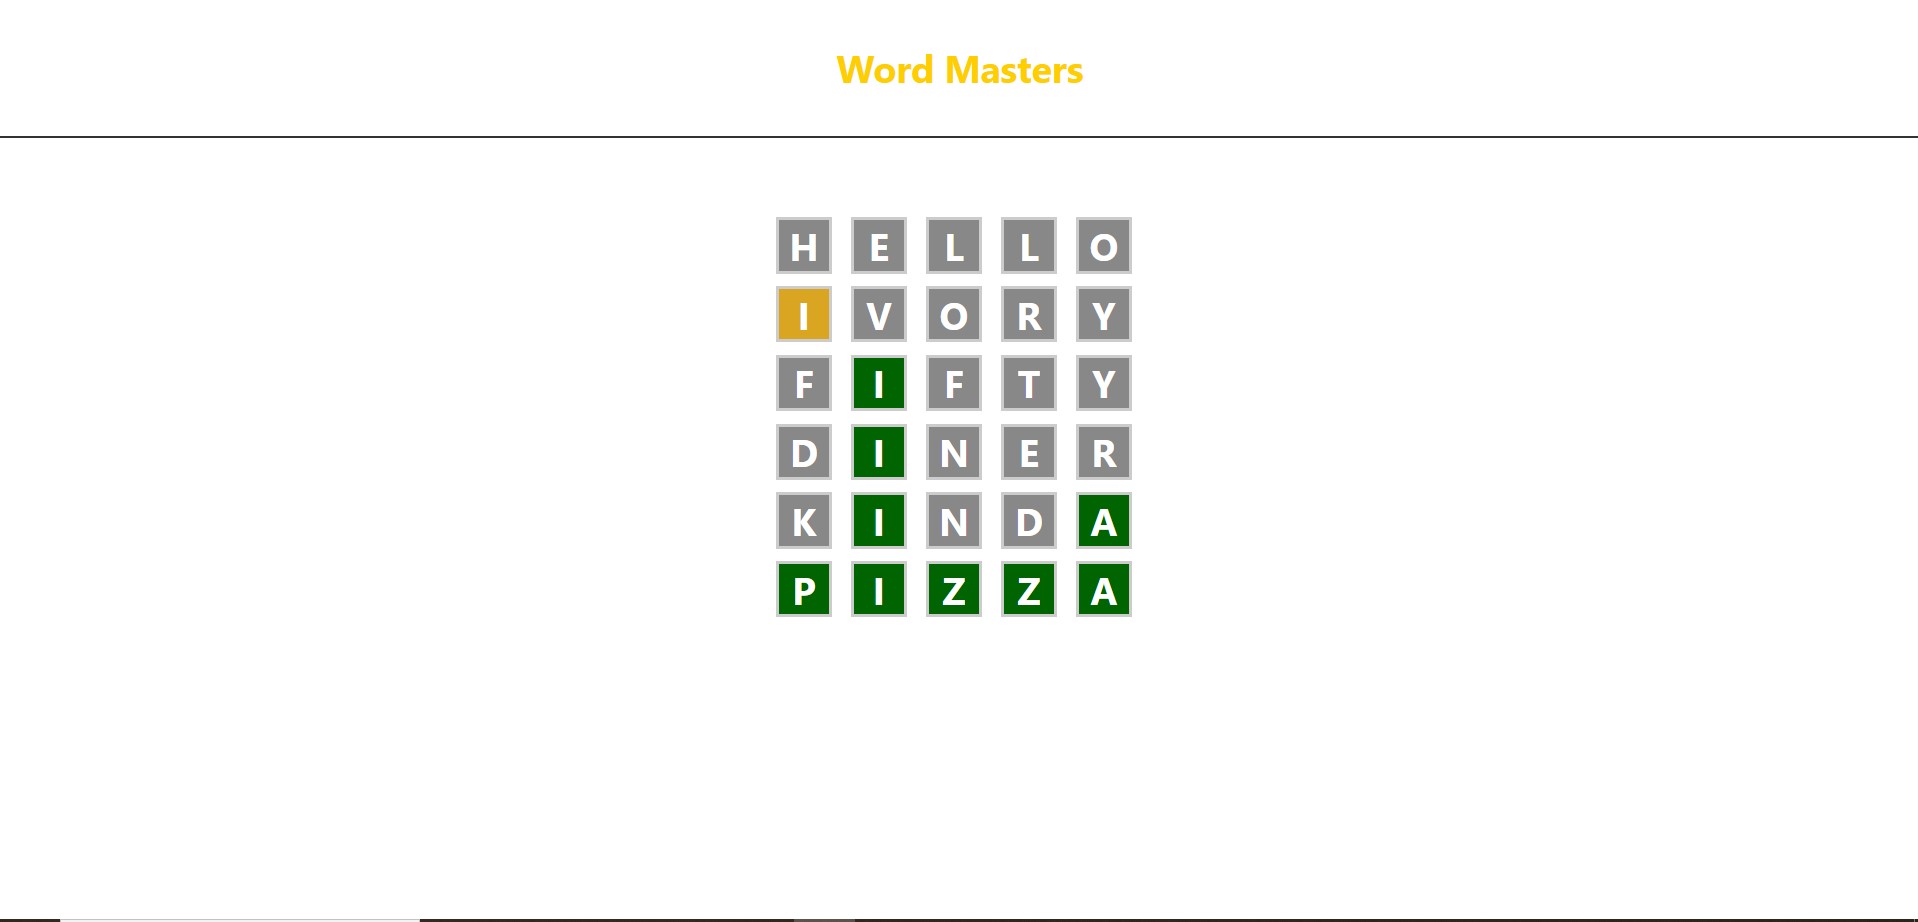 Word Masters
H E L L O
I V O R Y
F I F T Y
D I N E R
K I N D A
P I Z Z A